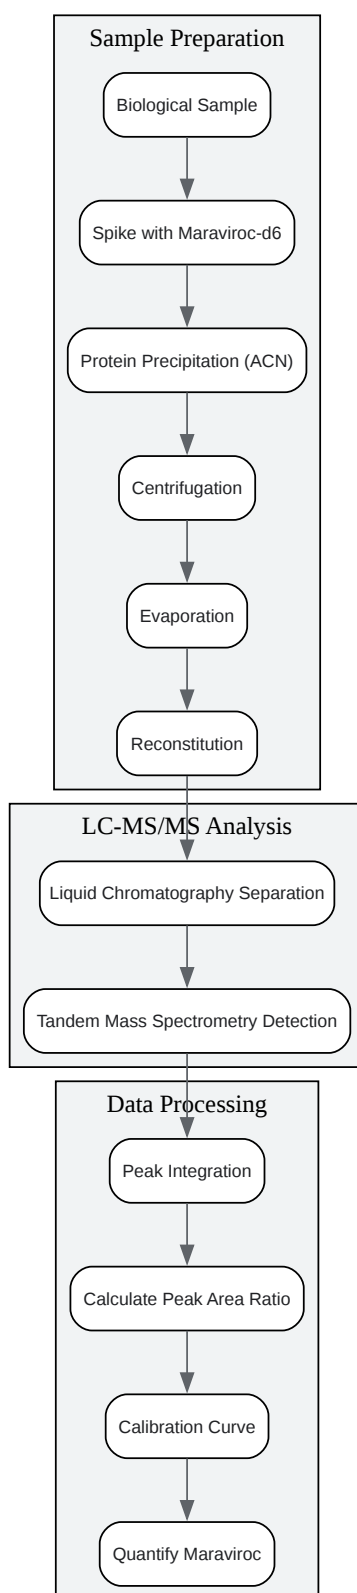 Sample Preparation
Biological Sample
Spike with Maraviroc-d6
Protein Precipitation (ACN)
Centrifugation
Evaporation
Reconstitution
LC-MS/MS Analysis
Liquid Chromatography Separation
Tandem Mass Spectrometry Detection
Data Processing
Peak Integration
Calculate Peak Area Ratio
Calibration Curve
Quantify Maraviroc